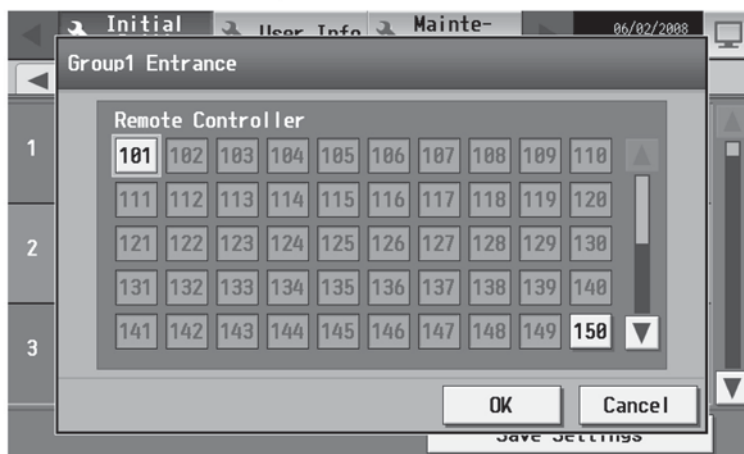 Initial
User Info
Mainte-
06/02/2008
Group1 Entrance
Remote Controller
101 102 103 104 105 106 107 108 109 110
111 112 113 114 115 116 117 118 119 120
121 122 123 124 125 126 127 128 129 130
131 132 133 134 135 136 137 138 139 140
141 142 143 144 145 146 147 148 149 150
1
2
3
OK
Cancel
Save Settings